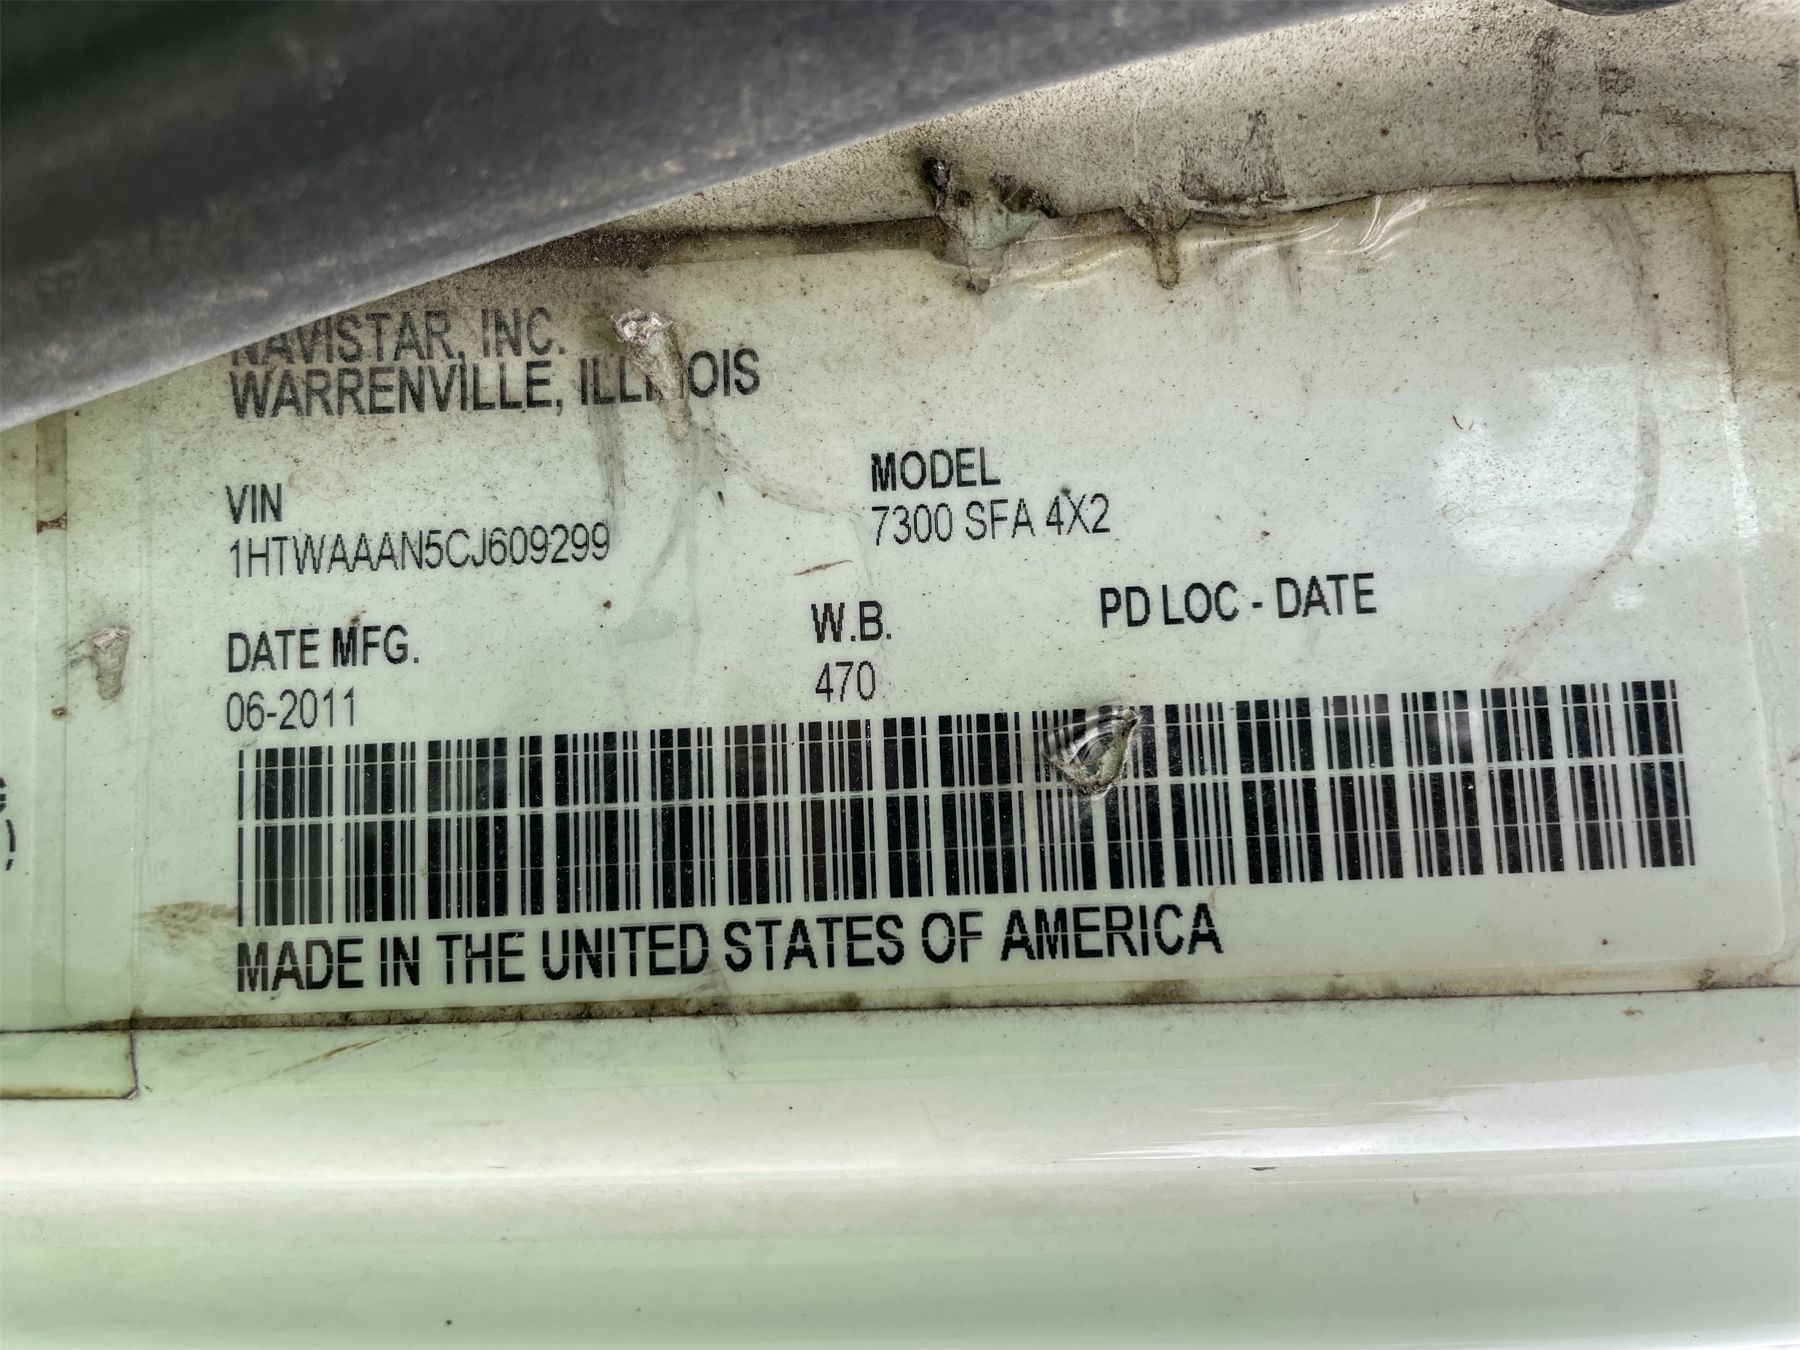 NAVISTAR, INC.
WARRENVILLE, ILLINOIS
VIN
1HTWAAAN5CJ609299
MODEL
7300 SFA 4X2
DATE MFG.
06-2011
W.B.
470
PD LOC - DATE
MADE IN THE UNITED STATES OF AMERICA